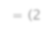 = (2